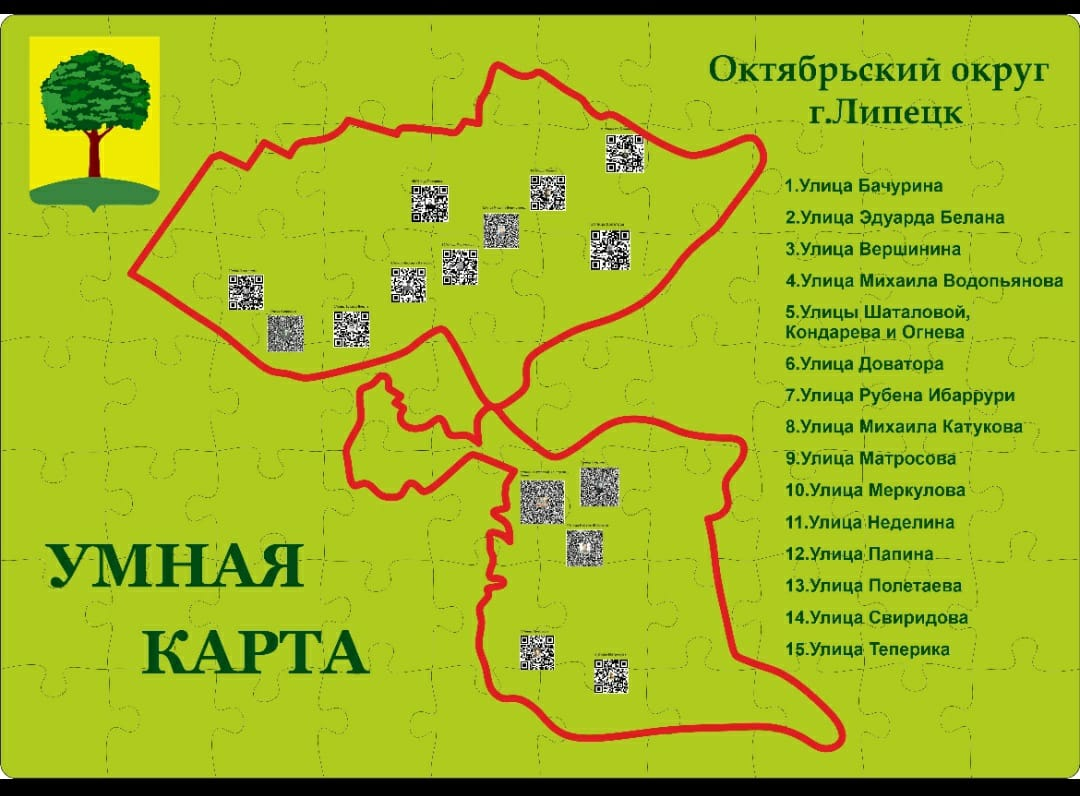 Октябрьский округ
г.Липецк
1.Улица Бачурина
2.Улица Эдуарда Белана
3.Улица Вершинина
4.Улица Михаила Водопьянова
5.Улицы Шаталовой,
Кондарева и Огнева
6.Улица Доватора
7.Улица Рубена Ибаррури
8.Улица Михаила Катукова
9.Улица Матросова
10.Улица Меркулова
11.Улица Неделина
12.Улица Папина
13.Улица Полетаева
14.Улица Свиридова
15.Улица Теперика
УМНАЯ
КАРТА